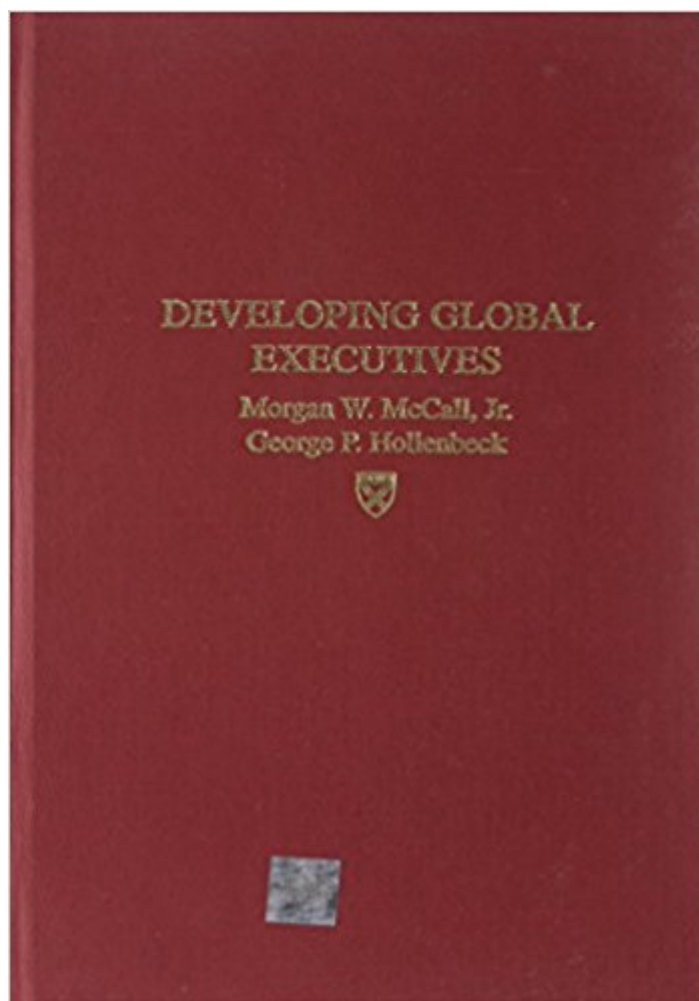 DEVELOPING GLOBAL
EXECUTIVES
Morgan W. McCall, Jr.
George P. Hollenbeck